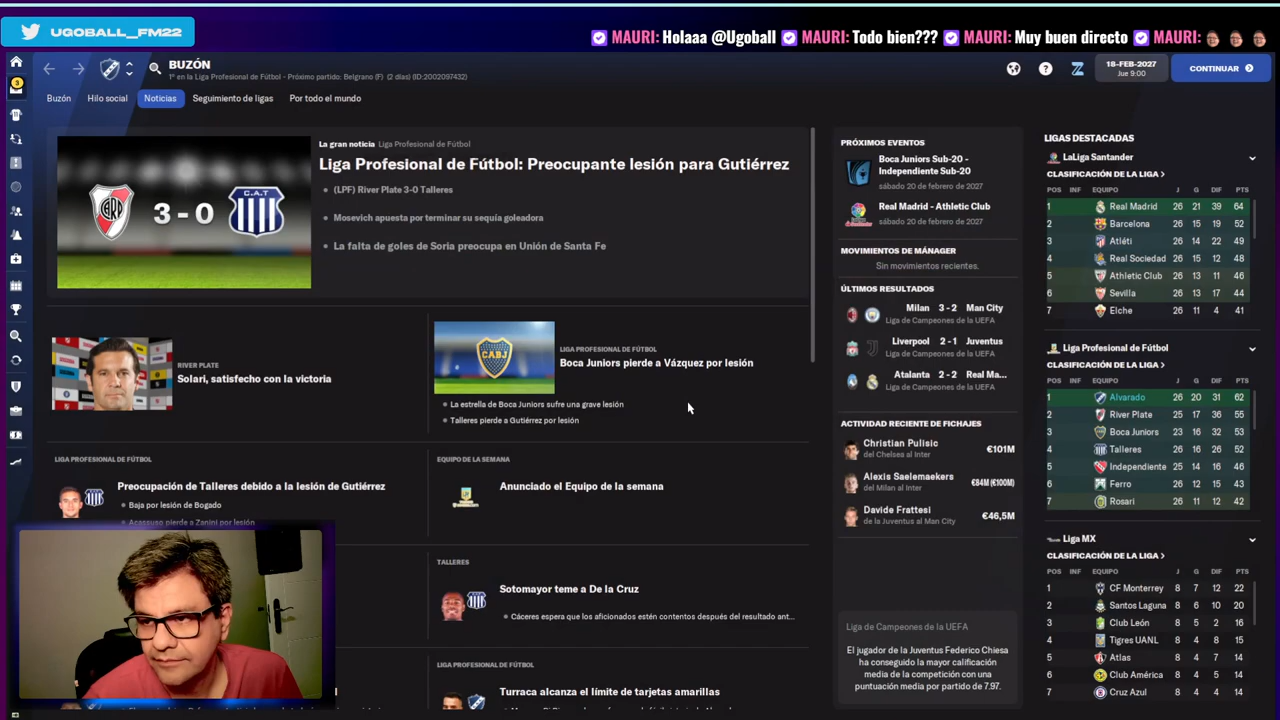 UGOBALL_FM22
MAURI: Holaaa @Ugoball MAURI: Todo bien??? MAURI: Muy buen directo MAURI:
BUZÓN
1º en la Liga Profesional de Fútbol - Próximo partido: Belgrano (F) (2 días) (ID:2002097432)
18-FEB-2027
Jue 9:00
CONTINUAR
3
Buzón
Hilo social
Noticias
Seguimiento de ligas
Por todo el mundo
3 - 0
C.A.T
La gran noticia Liga Profesional de Fútbol
Liga Profesional de Fútbol: Preocupante lesión para Gutiérrez
(LPF) River Plate 3-0 Talleres
Mosevich apuesta por terminar su sequía goleadora
La falta de goles de Soria preocupa en Unión de Santa Fe
RIVER PLATE
Solari, satisfecho con la victoria
CABJ
LIGA PROFESIONAL DE FÚTBOL
Boca Juniors pierde a Vázquez por lesión
La estrella de Boca Juniors sufre una grave lesión
Talleres pierde a Gutiérrez por lesión
LIGA PROFESIONAL DE FÚTBOL
Preocupación de Talleres debido a la lesión de Gutiérrez
Baja por lesión de Bogado
Acassuso pierde a Zanini por lesión
EQUIPO DE LA SEMANA
Anunciado el Equipo de la semana
TALLERES
Sotomayor teme a De la Cruz
Cáceres espera que los aficionados estén contentos después del resultado ant...
LIGA PROFESIONAL DE FÚTBOL
Turraca alcanza el límite de tarjetas amarillas
PRÓXIMOS EVENTOS
Boca Juniors Sub-20 -
Independiente Sub-20
sábado 20 de febrero de 2027
Real Madrid - Athletic Club
sábado 20 de febrero de 2027
MOVIMIENTOS DE MÁNAGER
Sin movimientos recientes.
ÚLTIMOS RESULTADOS
Milan 3 - 2 Man City
Liga de Campeones de la UEFA
Liverpool 2 - 1 Juventus
Liga de Campeones de la UEFA
Atalanta 2 - 2 Real Ma...
Liga de Campeones de la UEFA
ACTIVIDAD RECIENTE DE FICHAJES
Christian Pulisic €101M
del Chelsea al Inter
Alexis Saelemaekers €84M (€100M)
del Milan al Inter
Davide Frattesi €46,5M
de la Juventus al Man City
Liga de Campeones de la UEFA
El jugador de la Juventus Federico Chiesa
ha conseguido la mayor calificación
media de la competición con una
puntuación media por partido de 7.97.
LIGAS DESTACADAS
LaLiga Santander
CLASIFICACIÓN DE LA LIGA >
POS INF EQUIPO J G DIF PTS
1 Real Madrid 26 21 39 64
2 Barcelona 26 15 19 52
3 Atléti 26 14 22 49
4 Real Sociedad 26 15 12 48
5 Athletic Club 26 13 11 46
6 Sevilla 26 13 17 44
7 Elche 26 11 4 41
Liga Profesional de Fútbol
CLASIFICACIÓN DE LA LIGA >
POS INF EQUIPO J G DIF PTS
1 Alvarado 26 20 31 62
2 River Plate 25 17 36 55
3 Boca Juniors 23 16 32 53
4 Talleres 26 16 26 52
5 Independiente 25 14 16 46
6 Ferro 26 12 15 43
7 Rosari 26 11 12 42
Liga MX
CLASIFICACIÓN DE LA LIGA >
POS INF EQUIPO J G DIF PTS
1 CF Monterrey 8 7 12 22
2 Santos Laguna 8 6 10 20
3 Club León 8 5 2 16
4 Tigres UANL 8 4 8 15
5 Atlas 8 4 7 14
6 Club América 8 4 5 14
7 Cruz Azul 8 4 4 14